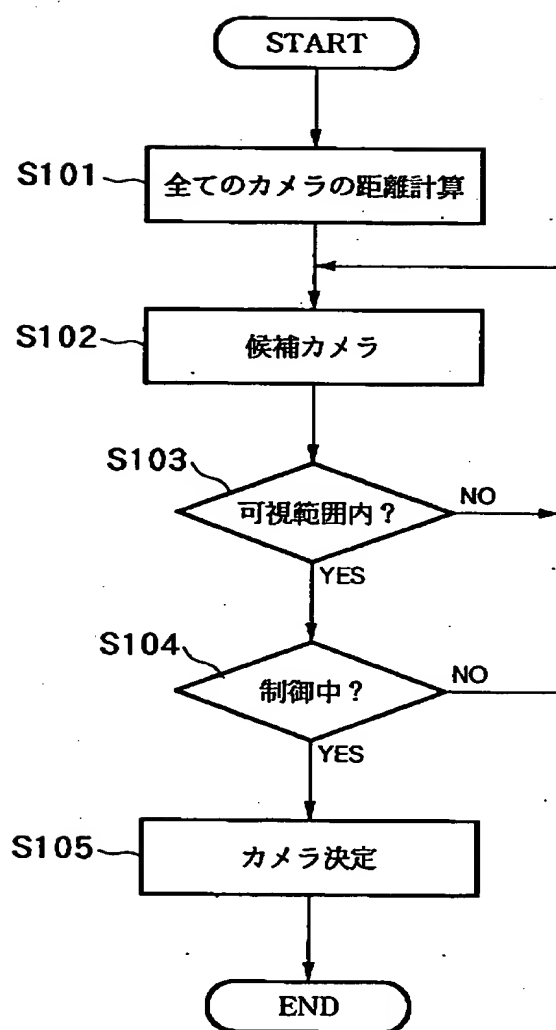 START
S101
全てのカメラの距離計算
S102
候補カメラ
S103
可視範囲内?
NO
YES
S104
制御中?
NO
YES
S105
カメラ決定
END